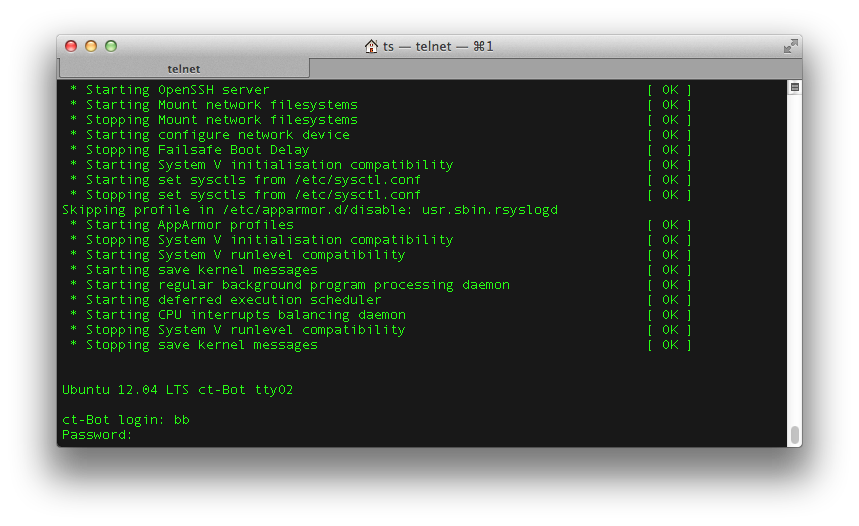 ts — telnet — ⌘1
telnet
* Starting OpenSSH server [ OK ]
* Starting Mount network filesystems [ OK ]
* Stopping Mount network filesystems [ OK ]
* Starting configure network device [ OK ]
* Stopping Failsafe Boot Delay [ OK ]
* Starting System V initialisation compatibility [ OK ]
* Starting set sysctls from /etc/sysctl.conf [ OK ]
* Stopping set sysctls from /etc/sysctl.conf [ OK ]
Skipping profile in /etc/apparmor.d/disable: usr.sbin.rsyslogd
* Starting AppArmor profiles [ OK ]
* Stopping System V initialisation compatibility [ OK ]
* Starting System V runlevel compatibility [ OK ]
* Starting save kernel messages [ OK ]
* Starting regular background program processing daemon [ OK ]
* Starting deferred execution scheduler [ OK ]
* Starting CPU interrupts balancing daemon [ OK ]
* Stopping System V runlevel compatibility [ OK ]
* Stopping save kernel messages [ OK ]
Ubuntu 12.04 LTS ct-Bot ttyO2
ct-Bot login: bb
Password: